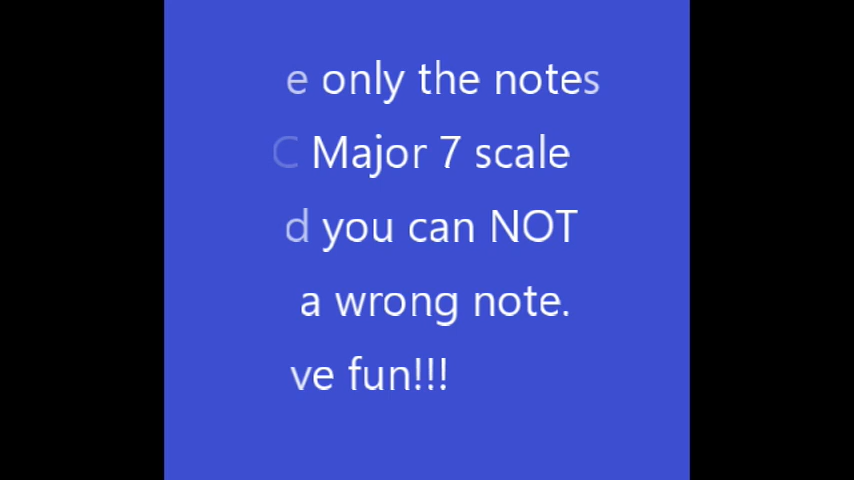 e only the notes
C Major 7 scale
d you can NOT
a wrong note.
ve fun!!!